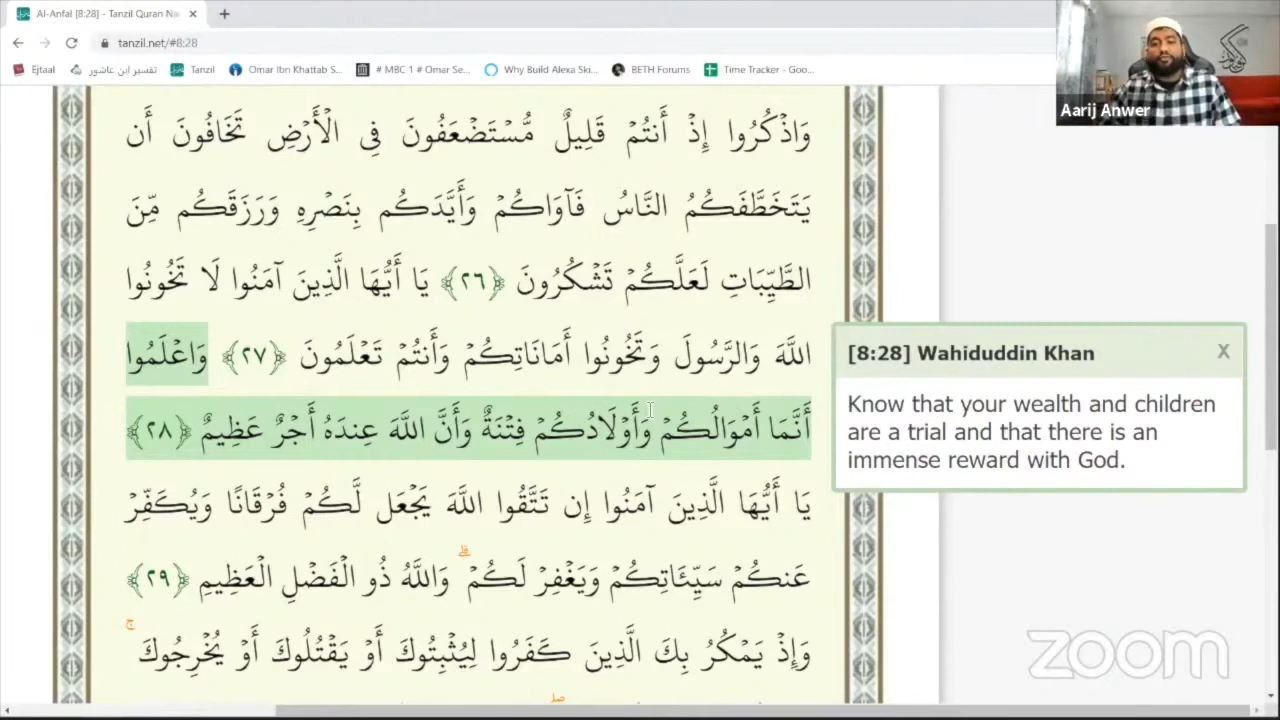 Al-Anfal [8:28] - Tanzil Quran Na
tanzil.net/#8:28
Ejtaal
تفسير ابن عاشور
Tanzil
Omar Ibn Khattab S...
# MBC 1 # Omar Se...
Why Build Alexa Ski...
BETH Forums
Time Tracker - Goo...
Aarij Anwer
وَاذْكُرُوا إِذْ أَنتُمْ قَلِيلٌ مُّسْتَضْعَفُونَ فِي الْأَرْضِ تَخَافُونَ أَن
يَتَخَطَّفَكُمُ النَّاسُ فَآوَاكُمْ وَأَيَّدَكُم بِنَصْرِهِ وَرَزَقَكُم مِّنَ
الطَّيِّبَاتِ لَعَلَّكُمْ تَشْكُرُونَ ﴿٢٦﴾ يَا أَيُّهَا الَّذِينَ آمَنُوا لَا تَخُونُوا
اللَّهَ وَالرَّسُولَ وَتَخُونُوا أَمَانَاتِكُمْ وَأَنتُمْ تَعْلَمُونَ ﴿٢٧﴾ وَاعْلَمُوا
أَنَّمَا أَمْوَالُكُمْ وَأَوْلَادُكُمْ فِتْنَةٌ وَأَنَّ اللَّهَ عِندَهُ أَجْرٌ عَظِيمٌ ﴿٢٨﴾
يَا أَيُّهَا الَّذِينَ آمَنُوا إِن تَتَّقُوا اللَّهَ يَجْعَل لَّكُمْ فُرْقَانًا وَيُكَفِّرْ
عَنكُمْ سَيِّئَاتِكُمْ وَيَغْفِرْ لَكُمْ ۗ وَاللَّهُ ذُو الْفَضْلِ الْعَظِيمِ ﴿٢٩﴾
وَإِذْ يَمْكُرُ بِكَ الَّذِينَ كَفَرُوا لِيُثْبِتُوكَ أَوْ يَقْتُلُوكَ أَوْ يُخْرِجُوكَ ۚ
[8:28] Wahiduddin Khan
X
Know that your wealth and children
are a trial and that there is an
immense reward with God.
zoom